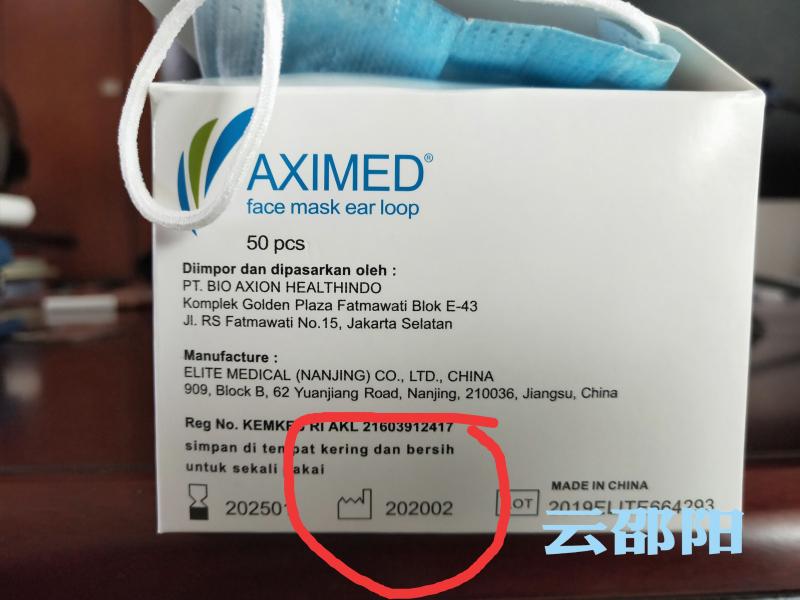 AXIMED®
face mask ear loop
50 pcs
Diimpor dan dipasarkan oleh :
PT. BIO AXION HEALTHINDO
Komplek Golden Plaza Fatmawati Blok E-43
Jl. RS Fatmawati No.15, Jakarta Selatan
Manufacture :
ELITE MEDICAL (NANJING) CO., LTD., CHINA
909, Block B, 62 Yuanjiang Road, Nanjing, 210036, Jiangsu, China
Reg No. KEMKES RI AKL 21603912417
simpan di tempat kering dan bersih
untuk sekali pakai
MADE IN CHINA
202501 202002 LOT 2019ELITE664293
云邵阳